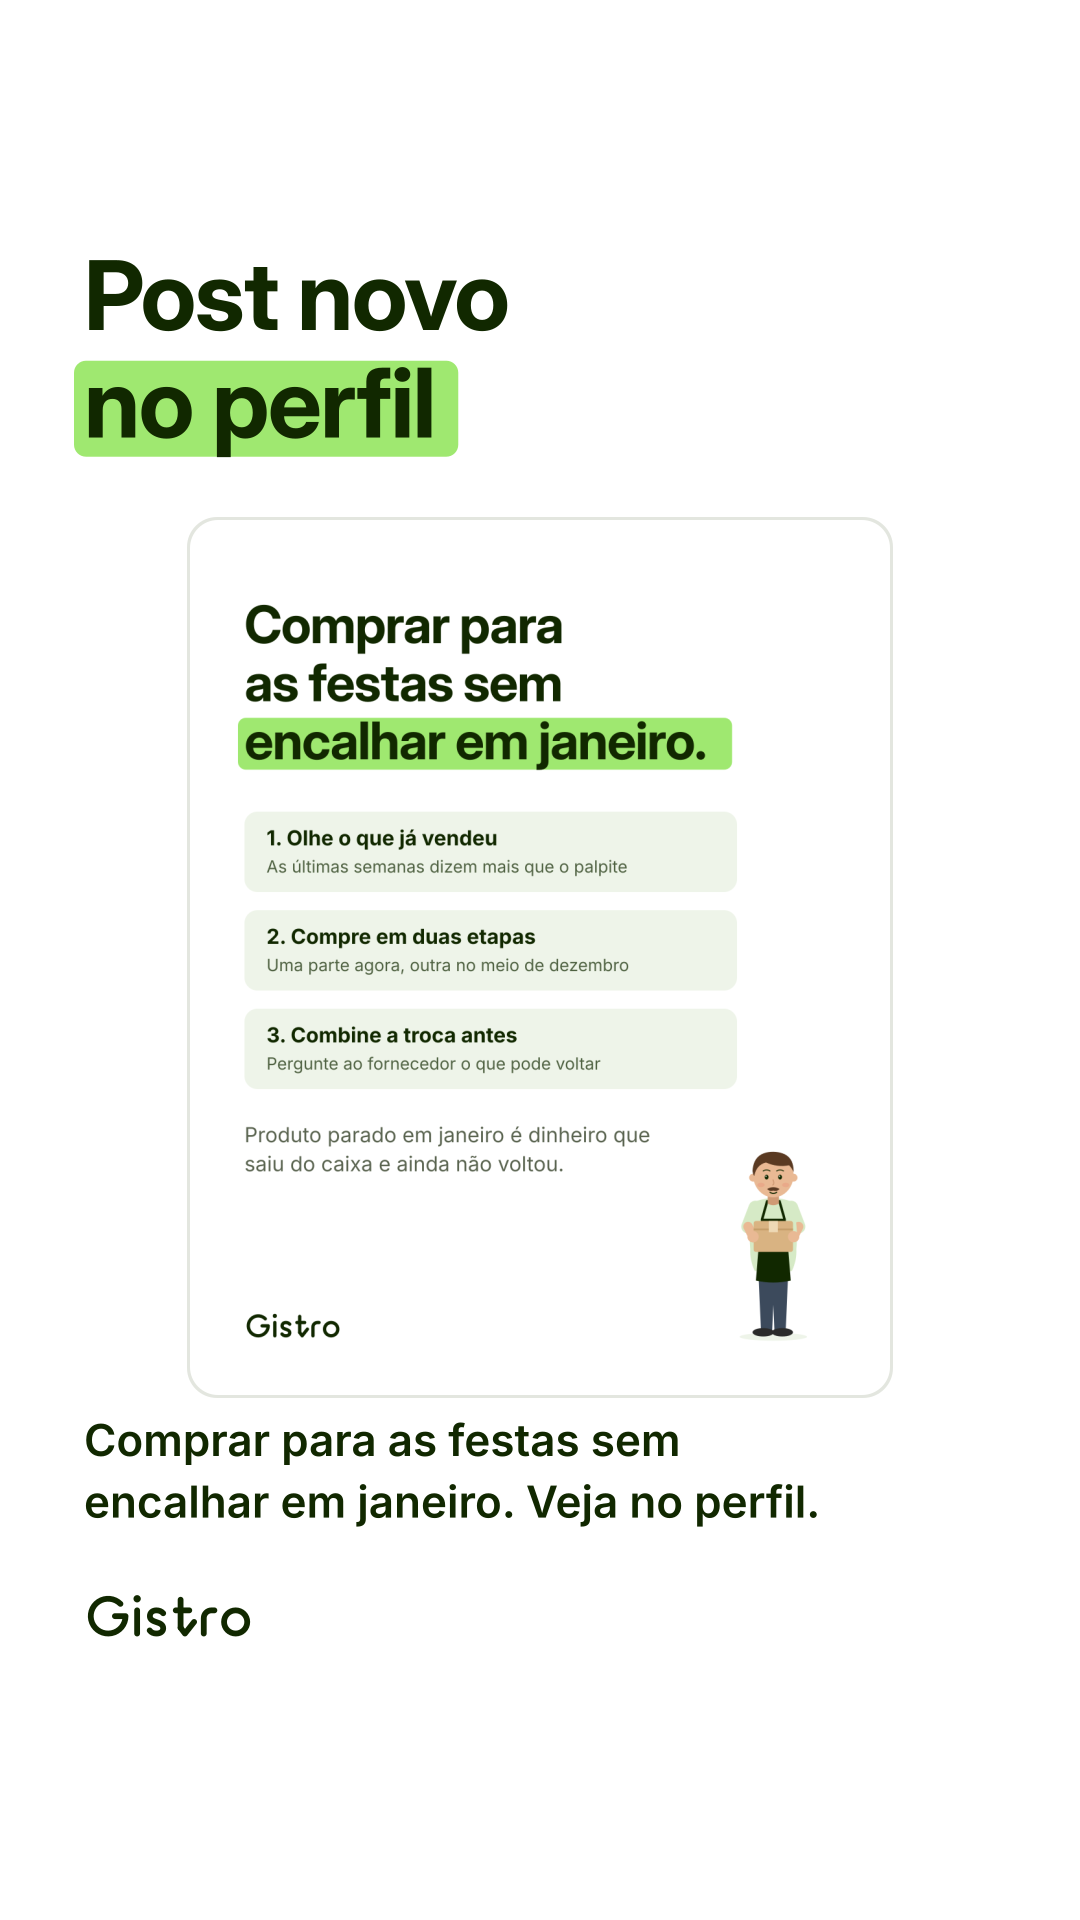 Post novo
no perfil
Comprar para
as festas sem
encalhar em janeiro.
1. Olhe o que já vendeu
As últimas semanas dizem mais que o palpite
2. Compre em duas etapas
Uma parte agora, outra no meio de dezembro
3. Combine a troca antes
Pergunte ao fornecedor o que pode voltar
Produto parado em janeiro é dinheiro que
saiu do caixa e ainda não voltou.
Gistro
Comprar para as festas sem
encalhar em janeiro. Veja no perfil.
Gistro